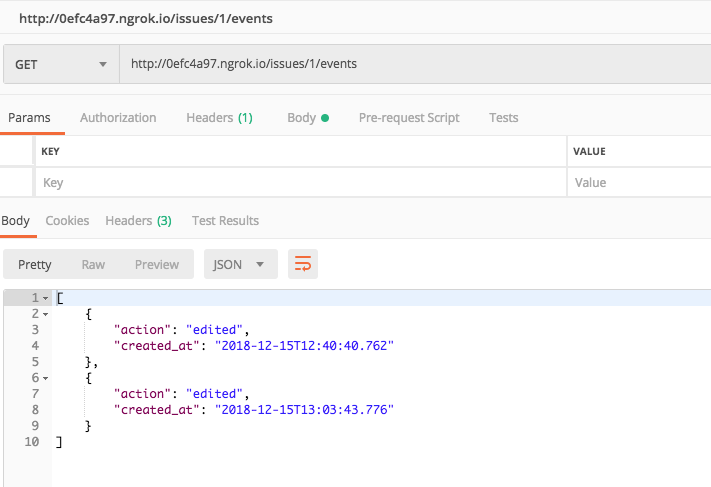 http://0efc4a97.ngrok.io/issues/1/events
GET http://0efc4a97.ngrok.io/issues/1/events
Params Authorization Headers (1) Body Pre-request Script Tests
KEY VALUE
Key Value
Body Cookies Headers (3) Test Results
Pretty Raw Preview JSON
1 [
2 {
3 "action": "edited",
4 "created_at": "2018-12-15T12:40:40.762"
5 },
6 {
7 "action": "edited",
8 "created_at": "2018-12-15T13:03:43.776"
9 }
10 ]